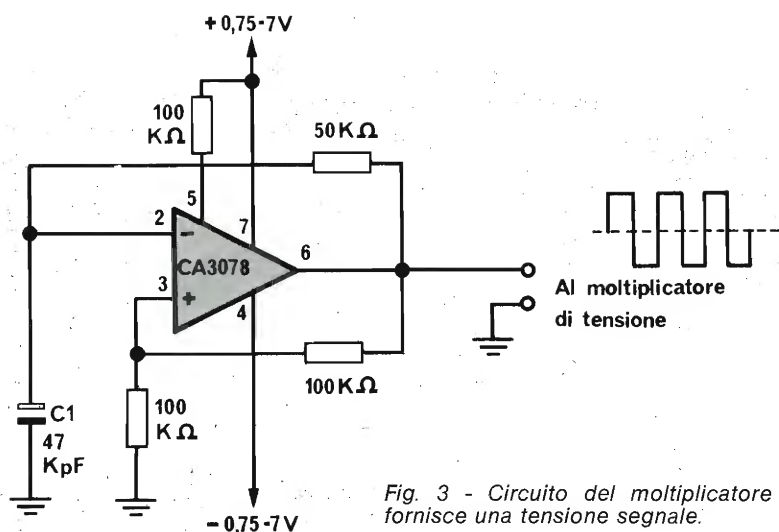 + 0,75-7V
100
KΩ
50KΩ
5
2
-
7
6
CA3078
3
+
4
Al moltiplicatore
di tensione
100KΩ
100
KΩ
C1
47
KpF
- 0,75-7V
Fig. 3 - Circuito del moltiplicatore
fornisce una tensione segnale.